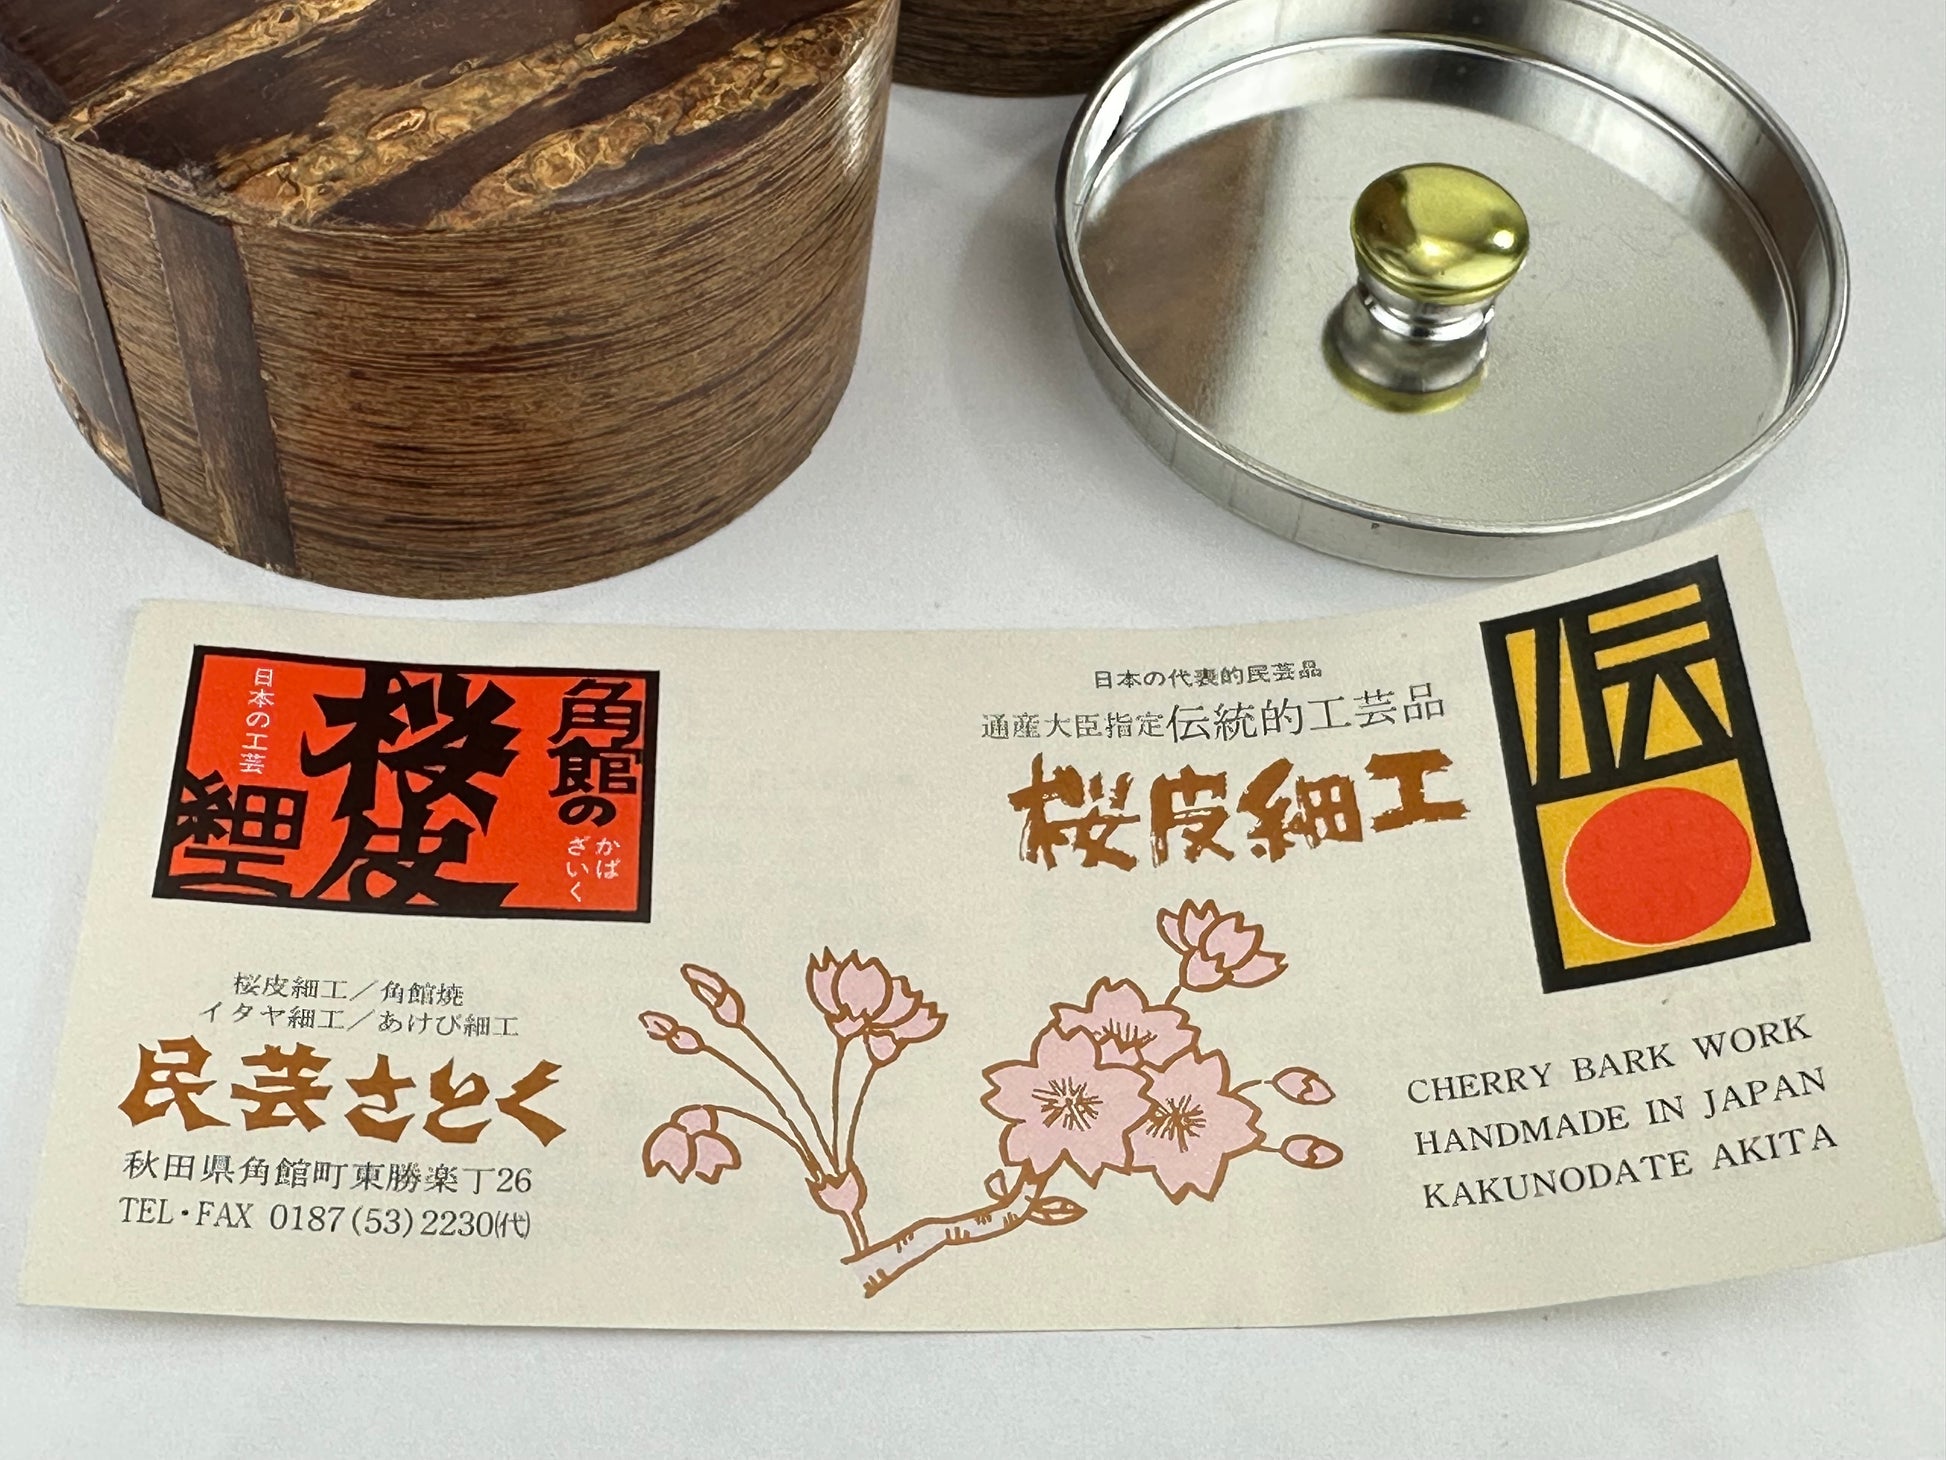 角館の
桜皮
細工
かば
ざいく
日本の工芸
桜皮細工/角館焼
イタヤ細工/あけび細工
民芸さとく
秋田県角館町東勝楽丁26
TEL・FAX 0187(53)2230㈹
日本の代表的民芸品
通産大臣指定伝統的工芸品
桜皮細工
伝
CHERRY BARK WORK
HANDMADE IN JAPAN
KAKUNODATE AKITA